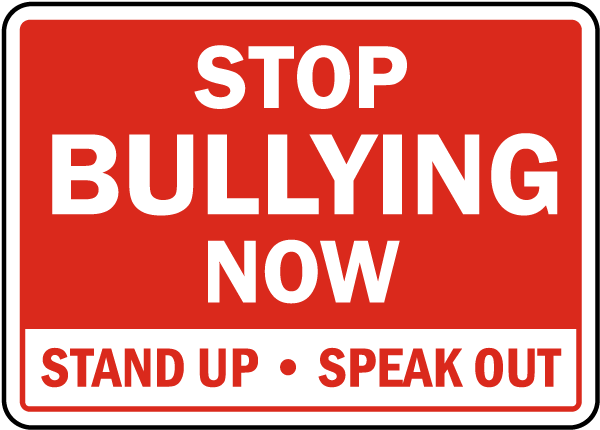 STOP
BULLYING
NOW
STAND UP • SPEAK OUT